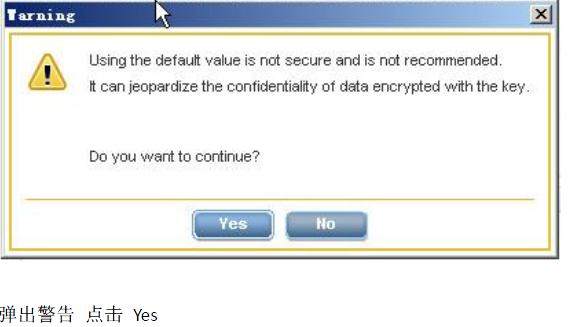 Warning
Using the default value is not secure and is not recommended.
It can jeopardize the confidentiality of data encrypted with the key.
Do you want to continue?
Yes No
弹出警告 点击 Yes